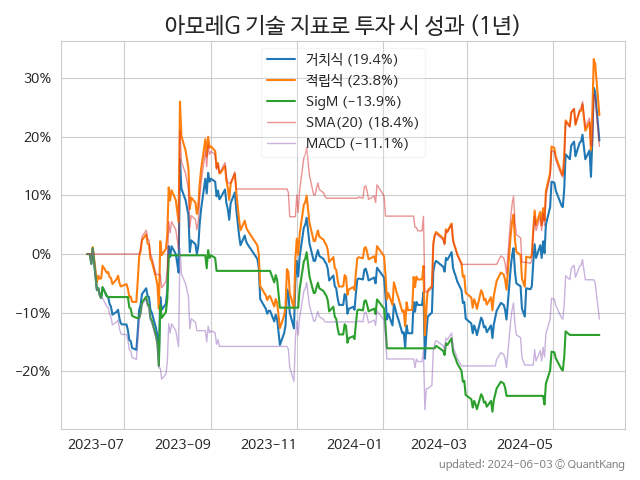 아모레G 기술 지표로 투자 시 성과 (1년)
거치식 (19.4%)
적립식 (23.8%)
SigM (−13.9%)
SMA(20) (18.4%)
MACD (−11.1%)
30%
20%
10%
0%
−10%
−20%
2023-07
2023-09
2023-11
2024-01
2024-03
2024-05
updated: 2024-06-03 ⓒ QuantKang